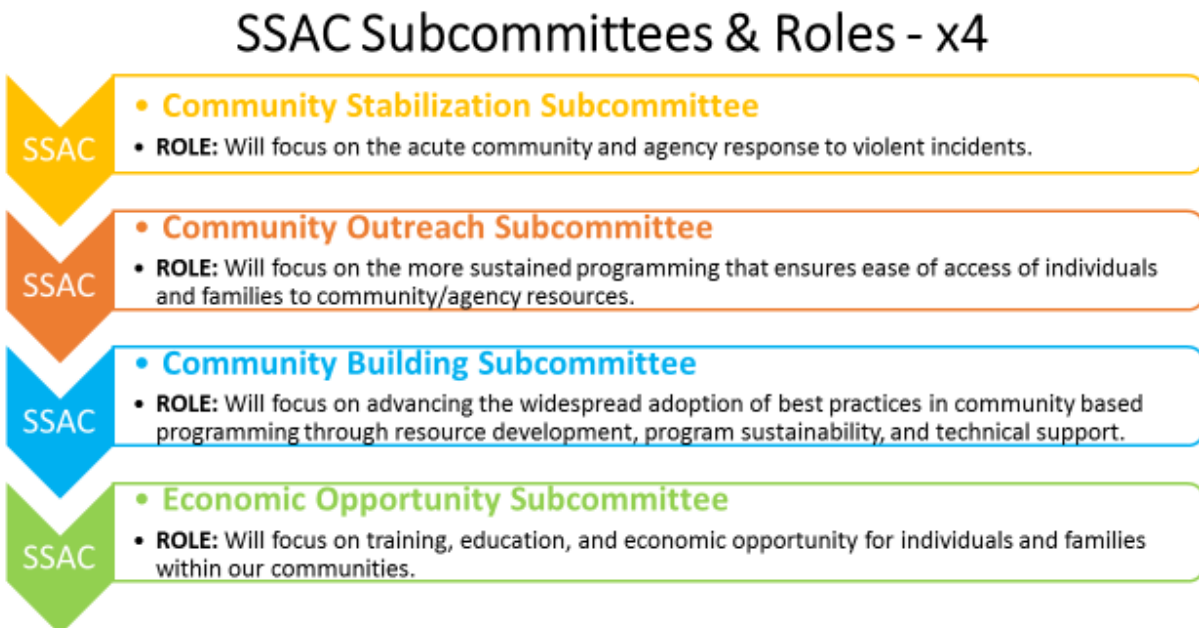 SSAC Subcommittees & Roles - x4
• Community Stabilization Subcommittee
SSAC
• ROLE: Will focus on the acute community and agency response to violent incidents.
• Community Outreach Subcommittee
SSAC
• ROLE: Will focus on the more sustained programming that ensures ease of access of individuals
and families to community/agency resources.
• Community Building Subcommittee
SSAC
• ROLE: Will focus on advancing the widespread adoption of best practices in community based
programming through resource development, program sustainability, and technical support.
• Economic Opportunity Subcommittee
SSAC
• ROLE: Will focus on training, education, and economic opportunity for individuals and families
within our communities.